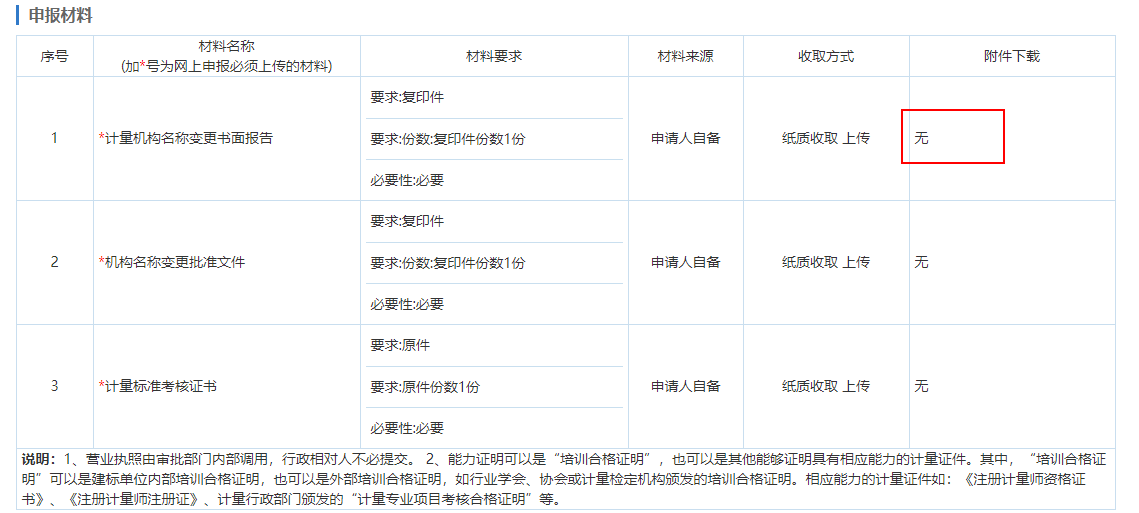 申报材料
序号
材料名称
(加*号为网上申报必须上传的材料)
材料要求
材料来源
收取方式
附件下载
1
*计量机构名称变更书面报告
要求:复印件
要求:份数:复印件份数1份
必要性:必要
申请人自备
纸质收取 上传
无
2
*机构名称变更批准文件
要求:复印件
要求:份数:复印件份数1份
必要性:必要
申请人自备
纸质收取 上传
无
3
*计量标准考核证书
要求:原件
要求:原件份数1份
必要性:必要
申请人自备
纸质收取 上传
无
说明：1、营业执照由审批部门内部调用，行政相对人不必提交。 2、能力证明可以是“培训合格证明”，也可以是其他能够证明具有相应能力的计量证件。其中，“培训合格证
明”可以是建标单位内部培训合格证明，也可以是外部培训合格证明，如行业学会、协会或计量检定机构颁发的培训合格证明。相应能力的计量证件如：《注册计量师资格证
书》、《注册计量师注册证》、计量行政部门颁发的“计量专业项目考核合格证明”等。